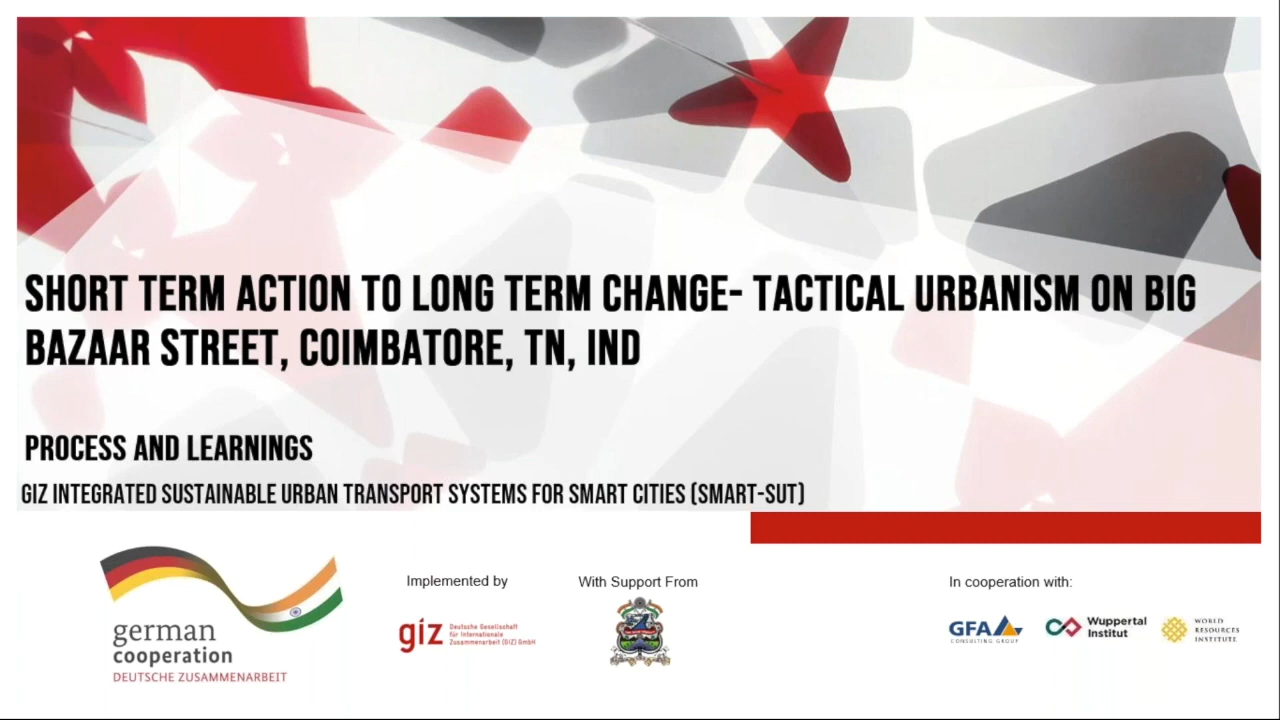 SHORT TERM ACTION TO LONG TERM CHANGE- TACTICAL URBANISM ON BIG
BAZAAR STREET, COIMBATORE, TN, IND
PROCESS AND LEARNINGS
GIZ INTEGRATED SUSTAINABLE URBAN TRANSPORT SYSTEMS FOR SMART CITIES (SMART-SUT)
german
cooperation
DEUTSCHE ZUSAMMENARBEIT
Implemented by
giz
Deutsche Gesellschaft
für Internationale
Zusammenarbeit (GIZ) GmbH
With Support From
In cooperation with:
GFA
CONSULTING GROUP
Wuppertal
Institut
WORLD
RESOURCES
INSTITUTE